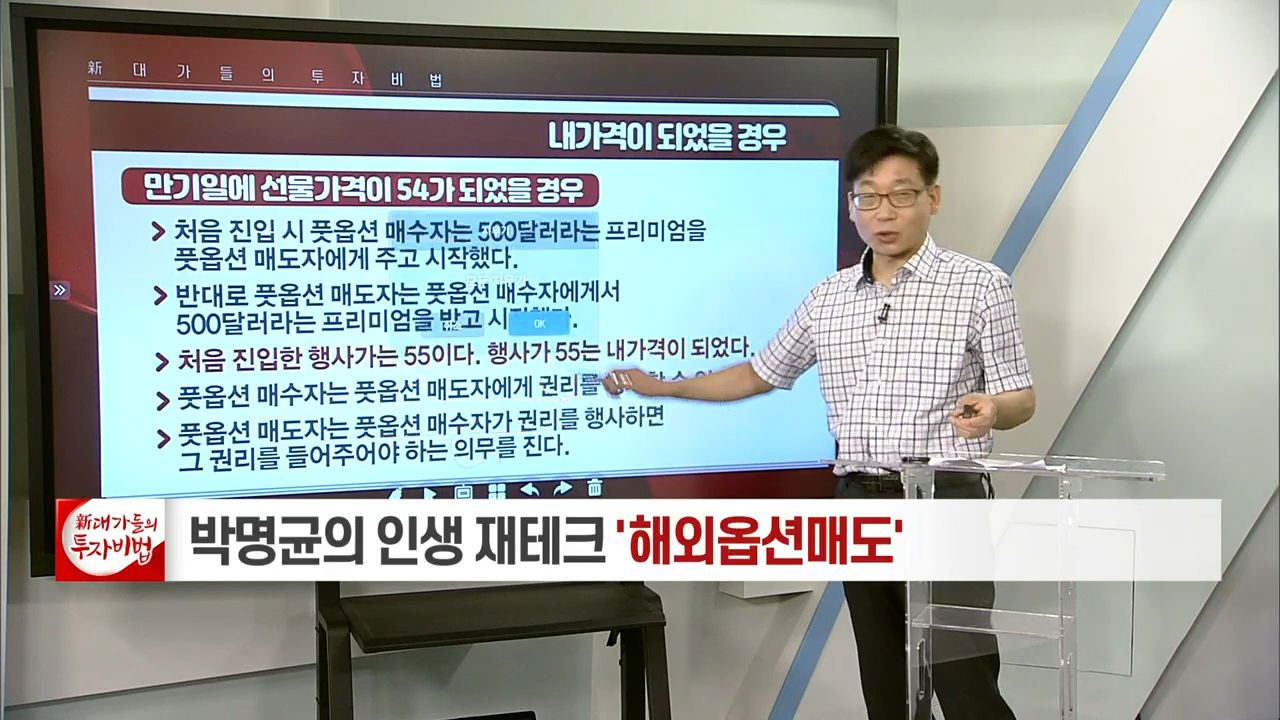 新대가들의 투자비법
내가격이 되었을 경우
만기일에 선물가격이 54가 되었을 경우
처음 진입 시 풋옵션 매수자는 500달러라는 프리미엄을
풋옵션 매도자에게 주고 시작했다.
반대로 풋옵션 매도자는 풋옵션 매수자에게서
500달러라는 프리미엄을 받고 시작했다.
처음 진입한 행사가는 55이다. 행사가 55는 내가격이 되었다.
풋옵션 매수자는 풋옵션 매도자에게 권리를
풋옵션 매도자는 풋옵션 매수자가 권리를 행사하면
그 권리를 들어주어야 하는 의무를 진다.
OK
新대가들의
투자비법
박명균의 인생 재테크 '해외옵션매도'